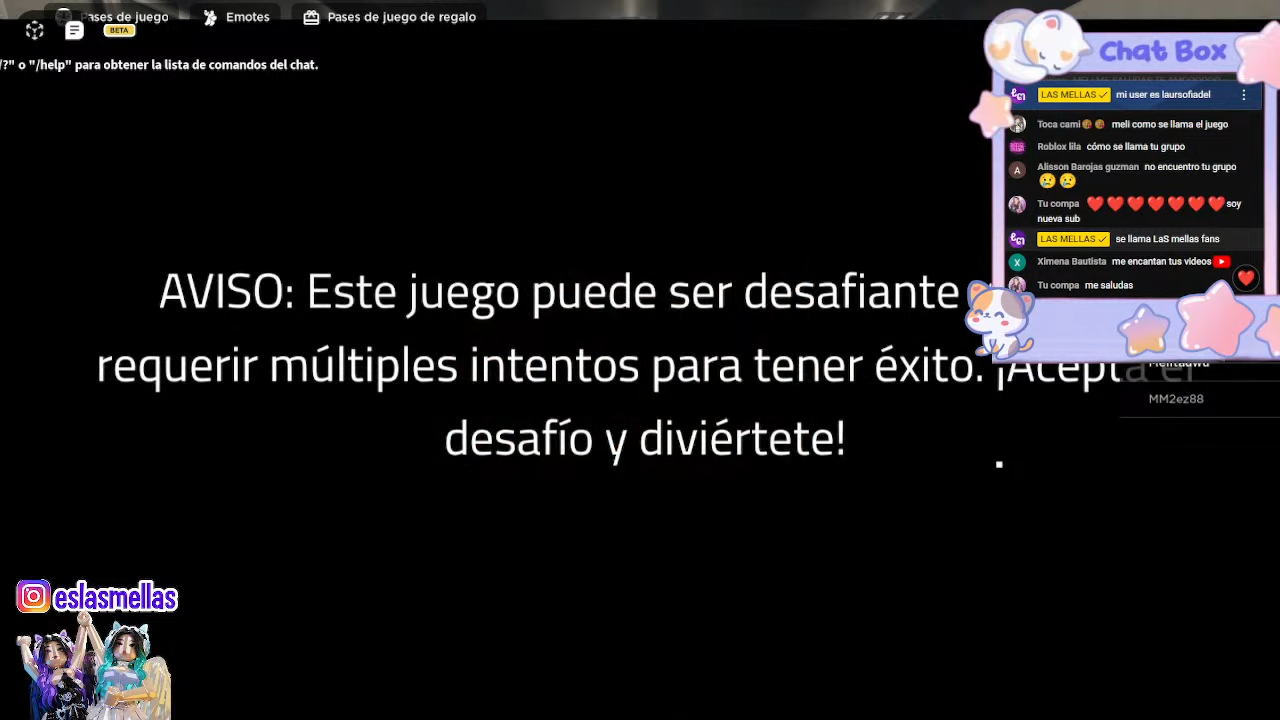 Pases de juego
Emotes
Pases de juego de regalo
BETA
/?" o "/help" para obtener la lista de comandos del chat.
Chat Box
LAS MELLAS mi user es laursofiadel
Toca cami meli como se llama el juego
Roblox lila cómo se llama tu grupo
Alisson Barojas guzman no encuentro tu grupo
Tu compa soy
nueva sub
LAS MELLAS se llama LaS mellas fans
Ximena Bautista me encantan tus videos
Tu compa me saludas
AVISO: Este juego puede ser desafiante
requerir múltiples intentos para tener éxito. ¡Acepta el
desafío y diviértete!
MM2ez88
eslasmellas